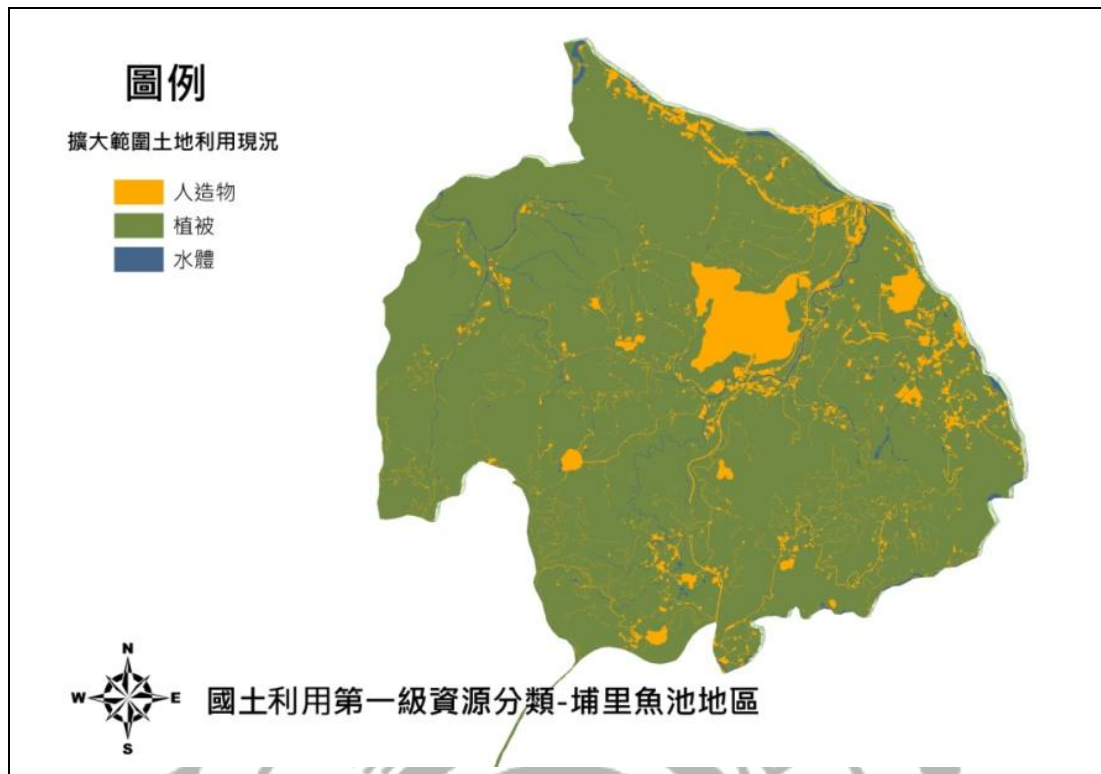 圖例
擴大範圍土地利用現況
人造物
植被
水體
N
W E
S
國土利用第一級資源分類-埔里魚池地區